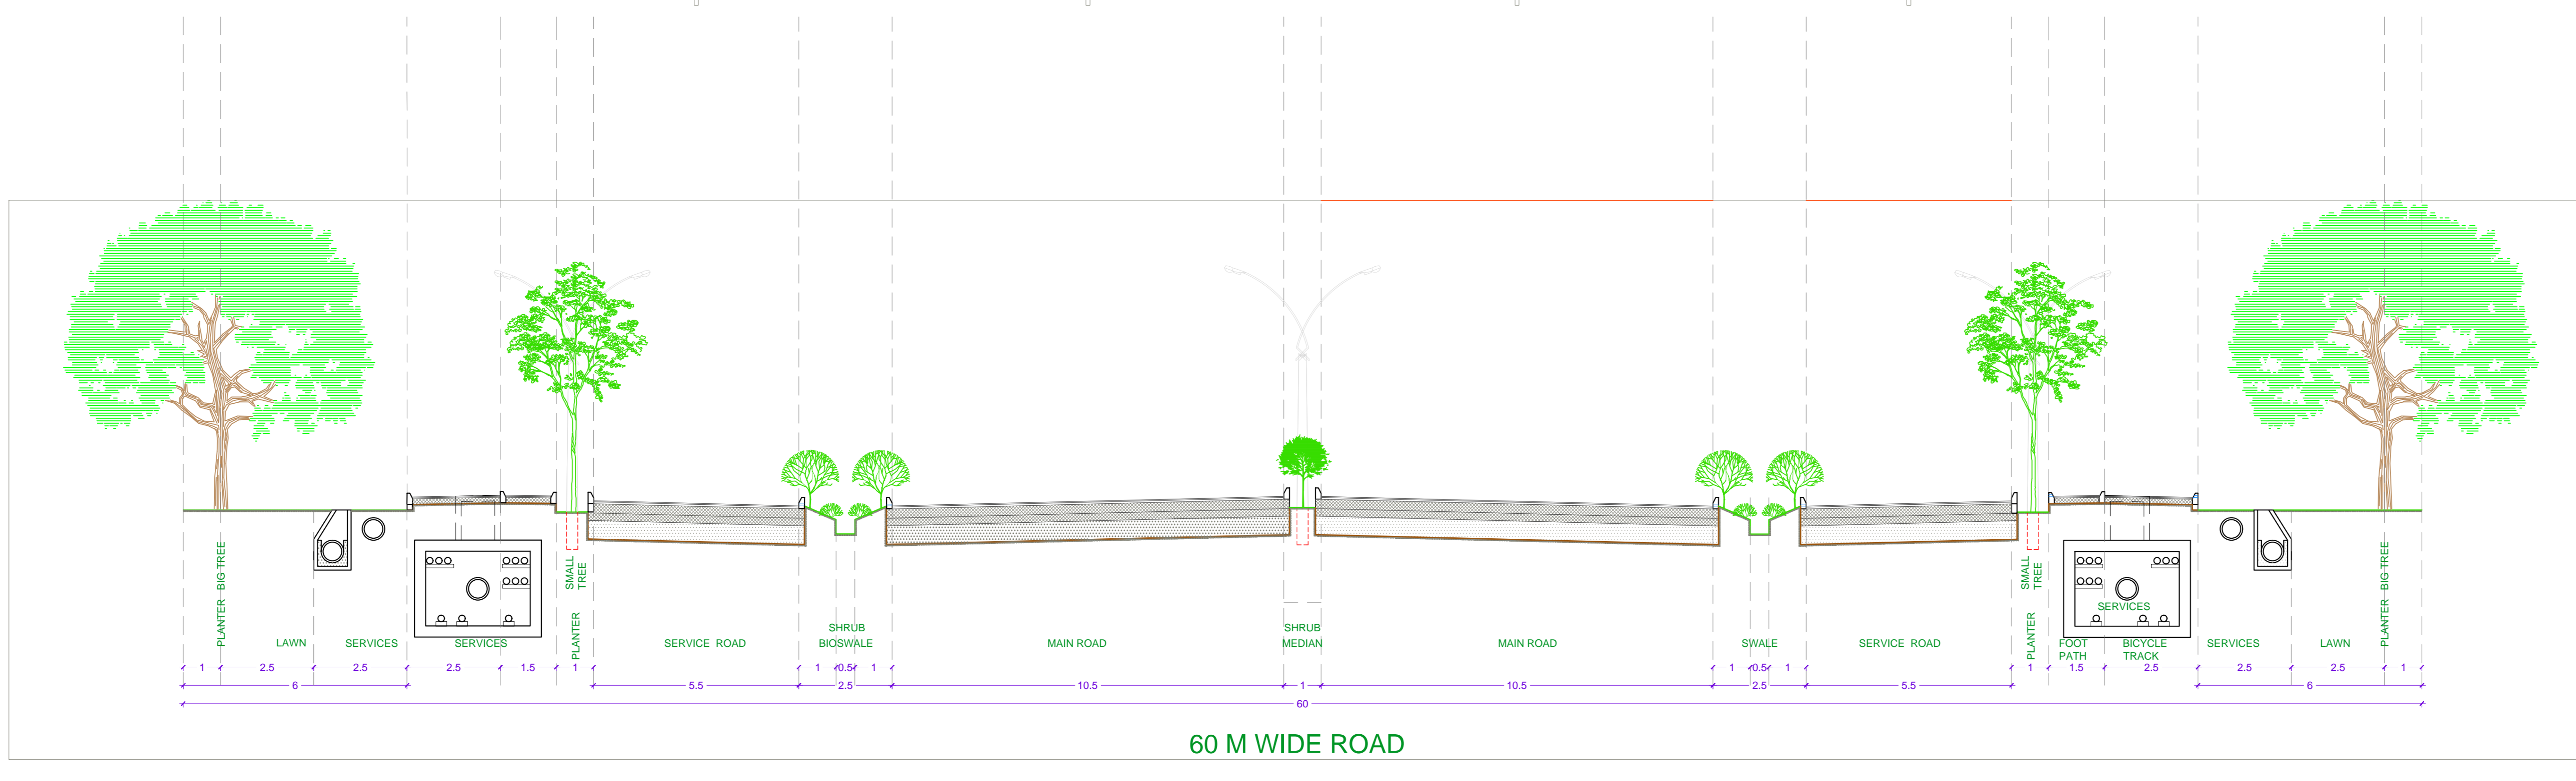 PLANTER BIG TREE
LAWN
SERVICES
SERVICES
SMALL
TREE
PLANTER
SERVICE ROAD
SHRUB
BIOSWALE
MAIN ROAD
SHRUB
MEDIAN
MAIN ROAD
SWALE
SERVICE ROAD
SMALL
TREE
PLANTER
FOOT
PATH
SERVICES
BICYCLE
TRACK
SERVICES
LAWN
PLANTER BIG TREE
1 2.5 2.5 2.5 1.5 1 1 0.5 1 1 0.5 1 1 1.5 2.5 2.5 2.5 1
6 5.5 2.5 10.5 1 10.5 2.5 5.5 6
60
60 M WIDE ROAD